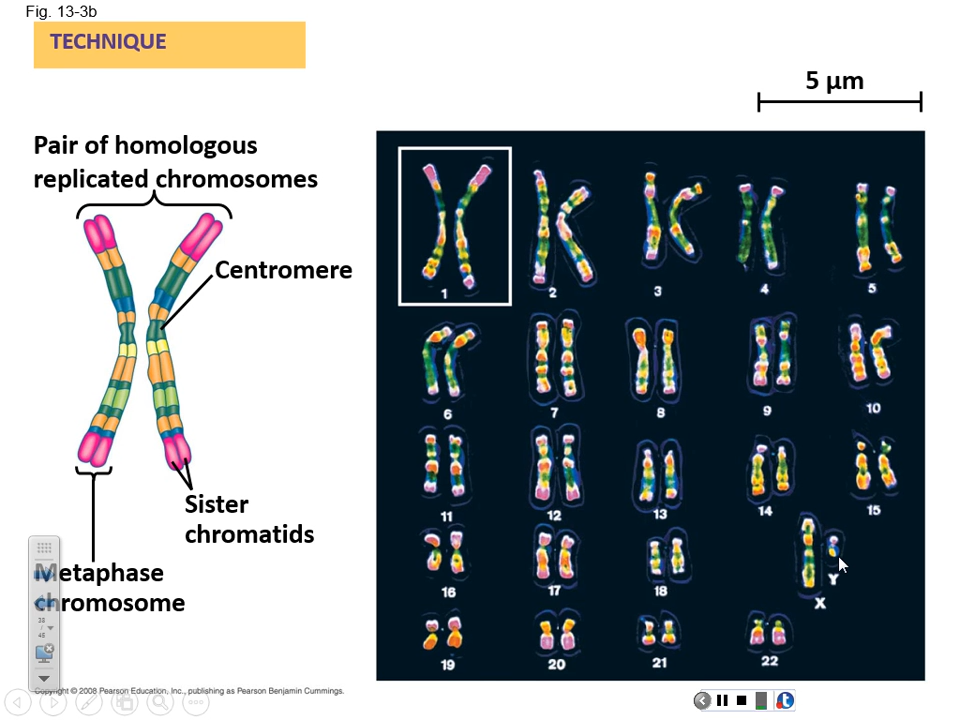 Fig. 13-3b
TECHNIQUE
5 µm
Pair of homologous
replicated chromosomes
Centromere
Sister
chromatids
Metaphase
chromosome
1
2
3
4
5
6
7
8
9
10
11
12
13
14
15
16
17
18
X
Y
19
20
21
22
38
/
46
Copyright © 2008 Pearson Education, Inc., publishing as Pearson Benjamin Cummings.
t